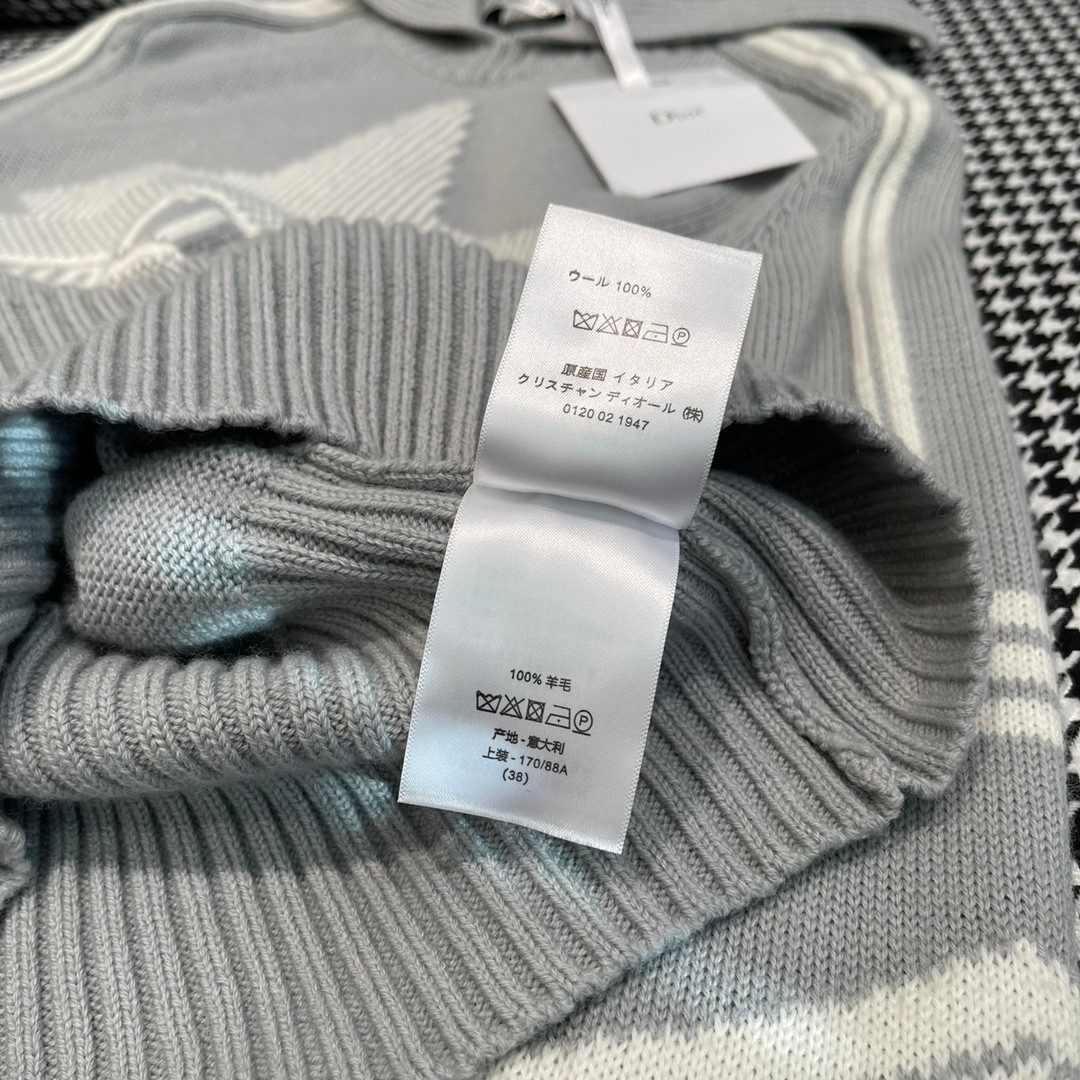 Dior
ウール 100%
P
原産国 イタリア
クリスチャン ディオール (株)
0120 02 1947
100% 羊毛
P
产地 - 意大利
上装 - 170/88A
(38)